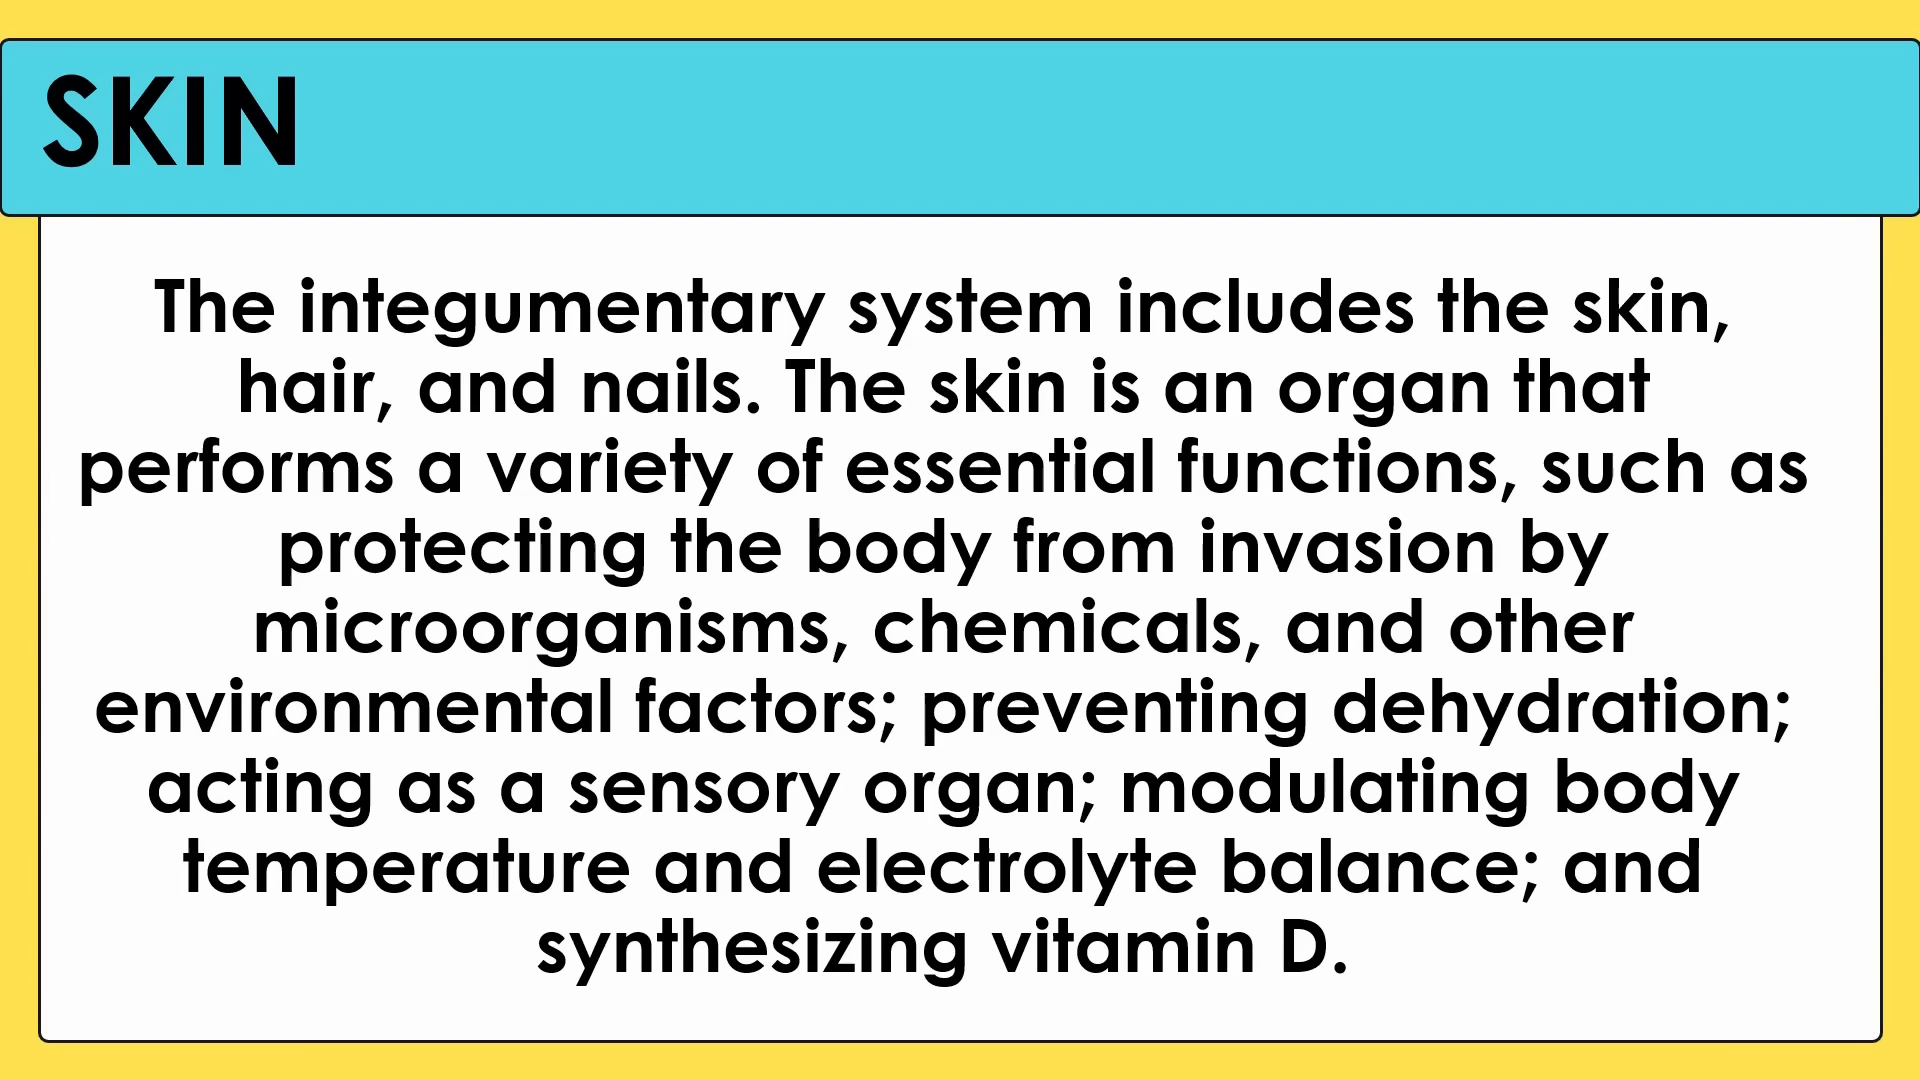 SKIN
The integumentary system includes the skin,
hair, and nails. The skin is an organ that
performs a variety of essential functions, such as
protecting the body from invasion by
microorganisms, chemicals, and other
environmental factors; preventing dehydration;
acting as a sensory organ; modulating body
temperature and electrolyte balance; and
synthesizing vitamin D.